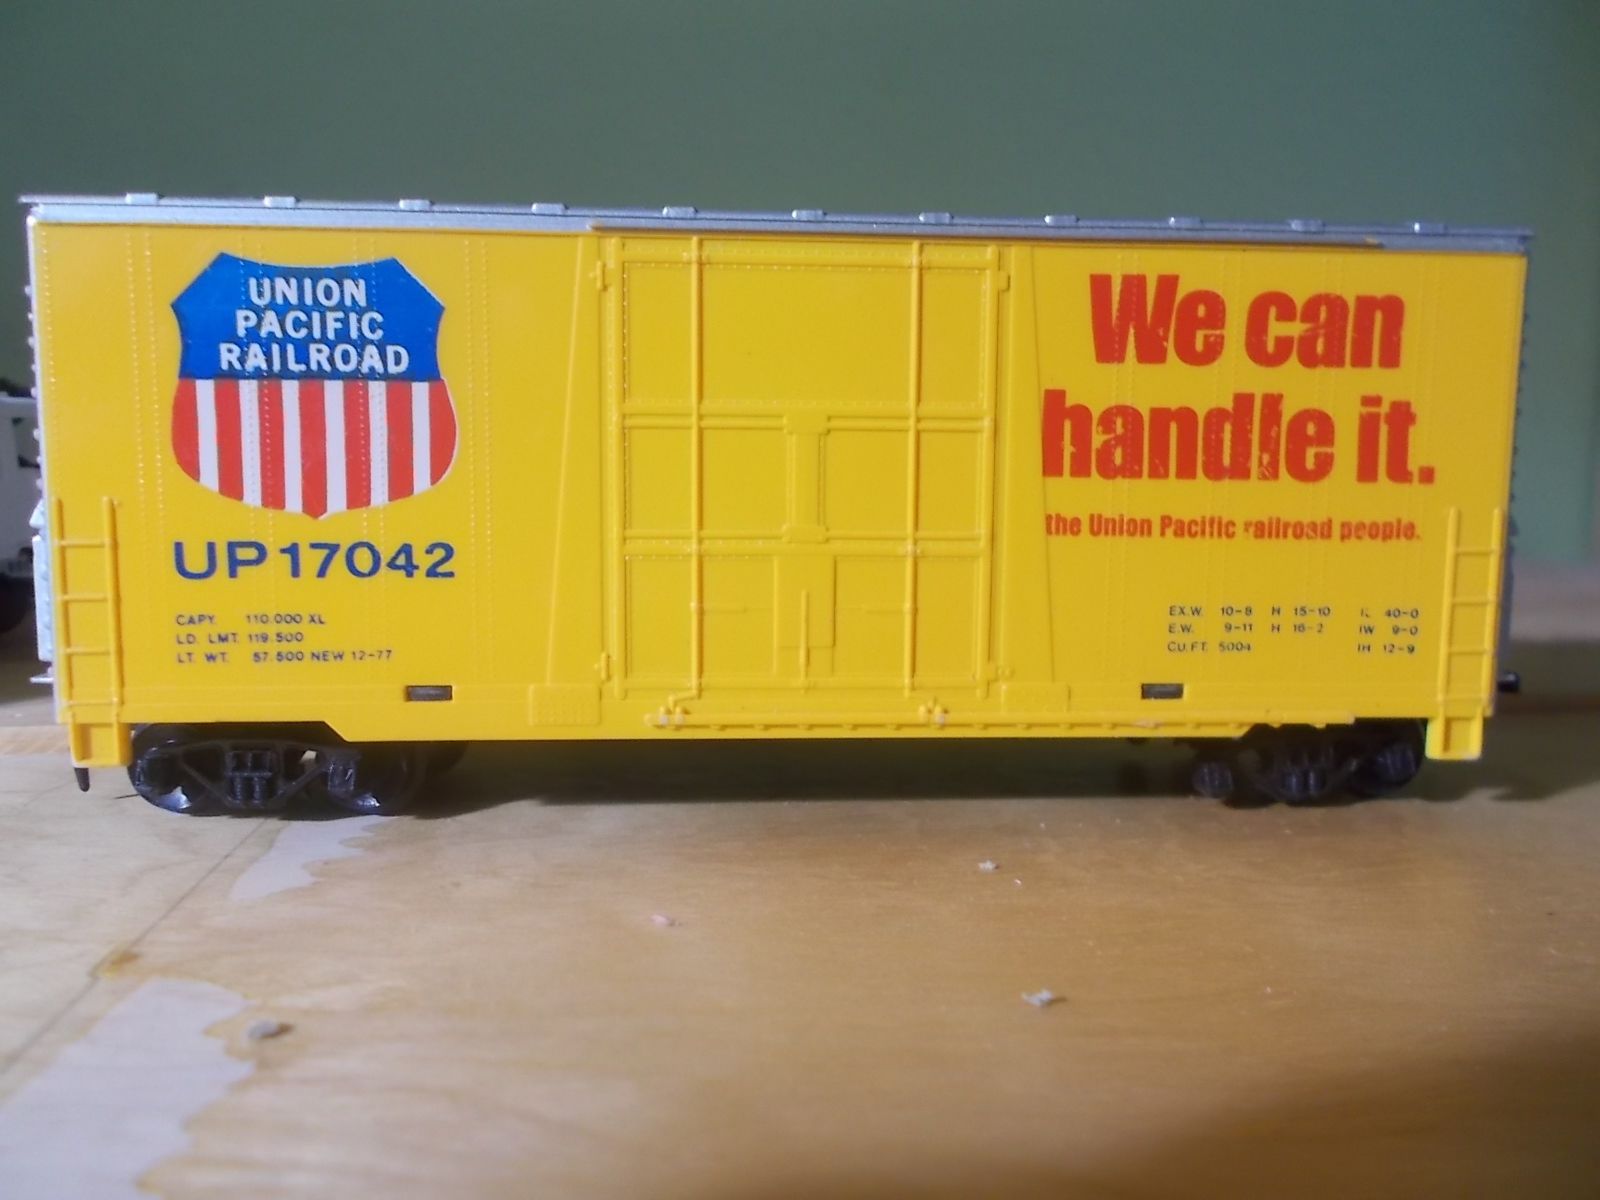 UNION
PACIFIC
RAILROAD
UP 17042
CAPY. 110.000 XL
LD. LMT. 119.500
LT. WT. 57.500 NEW 12-77
We can
handle it.
the Union Pacific railroad people.
EX.W. 10-8 H 15-10 IL 40-0
E.W. 9-11 H 16-2 IW 9-0
CU.FT. 5004 IH 12-9